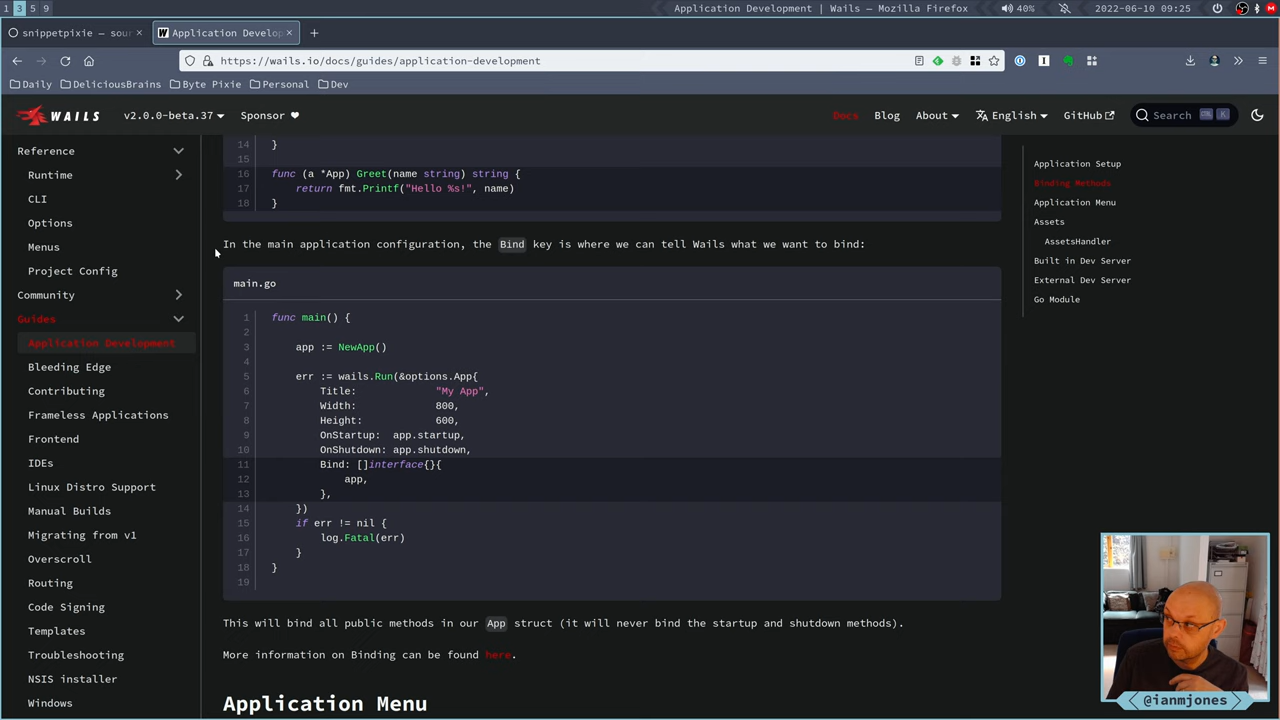 1 3 5 9
Application Development | Wails — Mozilla Firefox
40%
2022-06-10 09:25
snippetpixie — sour ×
W Application Develop ×
+
https://wails.io/docs/guides/application-development
Daily DeliciousBrains Byte Pixie Personal Dev
WAILS v2.0.0-beta.37 Sponsor
Docs Blog About English GitHub Search Ctrl K
Reference
Runtime
CLI
Options
Menus
Project Config
Community
Guides
Application Development
Bleeding Edge
Contributing
Frameless Applications
Frontend
IDEs
Linux Distro Support
Manual Builds
Migrating from v1
Overscroll
Routing
Code Signing
Templates
Troubleshooting
NSIS installer
Windows
14 }
15
16 func (a *App) Greet(name string) string {
17 return fmt.Printf("Hello %s!", name)
18 }
In the main application configuration, the Bind key is where we can tell Wails what we want to bind:
main.go
1 func main() {
2
3 app := NewApp()
4
5 err := wails.Run(&options.App{
6 Title: "My App",
7 Width: 800,
8 Height: 600,
9 OnStartup: app.startup,
10 OnShutdown: app.shutdown,
11 Bind: []interface{}{
12 app,
13 },
14 })
15 if err != nil {
16 log.Fatal(err)
17 }
18 }
19
This will bind all public methods in our App struct (it will never bind the startup and shutdown methods).
More information on Binding can be found here.
Application Menu
Application Setup
Binding Methods
Application Menu
Assets
AssetsHandler
Built in Dev Server
External Dev Server
Go Module
@ianmjones